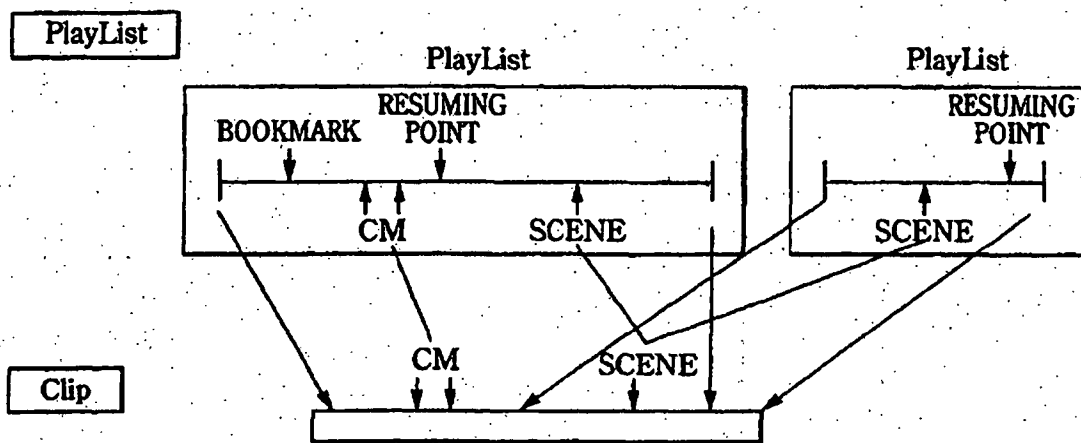 PlayList
PlayList
PlayList
BOOKMARK
RESUMING
POINT
RESUMING
POINT
CM
SCENE
SCENE
CM
SCENE
Clip